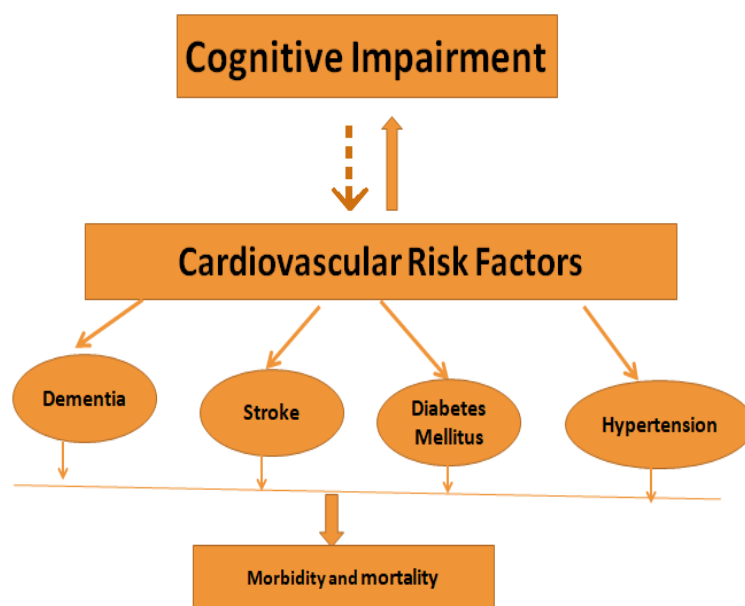 Cognitive Impairment
Cardiovascular Risk Factors
Dementia
Stroke
Diabetes
Mellitus
Hypertension
Morbidity and mortality